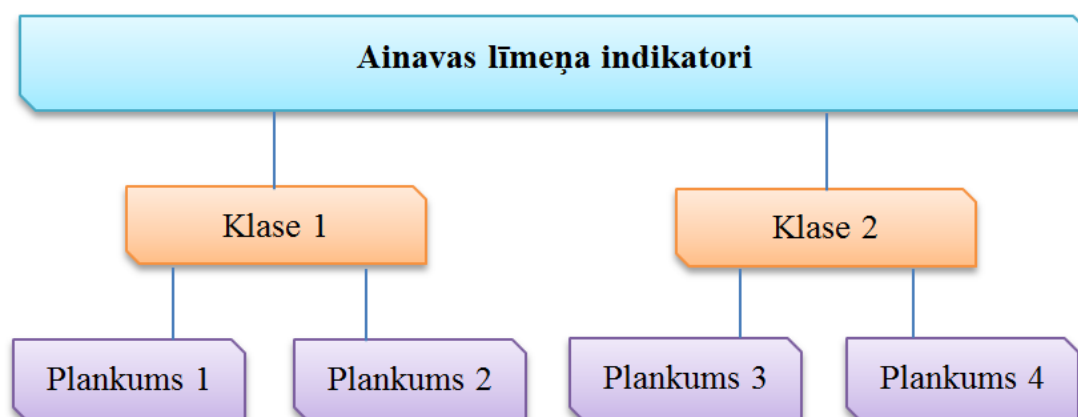 Ainavas līmeņa indikatori
Klase 1
Klase 2
Plankums 1
Plankums 2
Plankums 3
Plankums 4